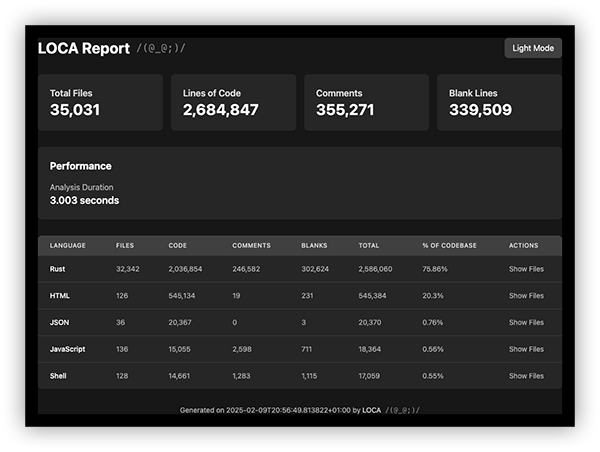 LOCA Report /(@_@;)/ Light Mode
Total Files Lines of Code Comments Blank Lines
35,031 2,684,847 355,271 339,509
Performance
Analysis Duration
3.003 seconds
LANGUAGE FILES CODE COMMENTS BLANKS TOTAL % OF CODEBASE ACTIONS
Rust 32,342 2,036,854 246,582 302,624 2,586,060 75.86% Show Files
HTML 126 545,134 19 231 545,384 20.3% Show Files
JSON 36 20,367 0 3 20,370 0.76% Show Files
JavaScript 136 15,055 2,598 711 18,364 0.56% Show Files
Shell 128 14,661 1,283 1,115 17,059 0.55% Show Files
Generated on 2025-02-09T20:56:49.813822+01:00 by LOCA /(@_@;)/